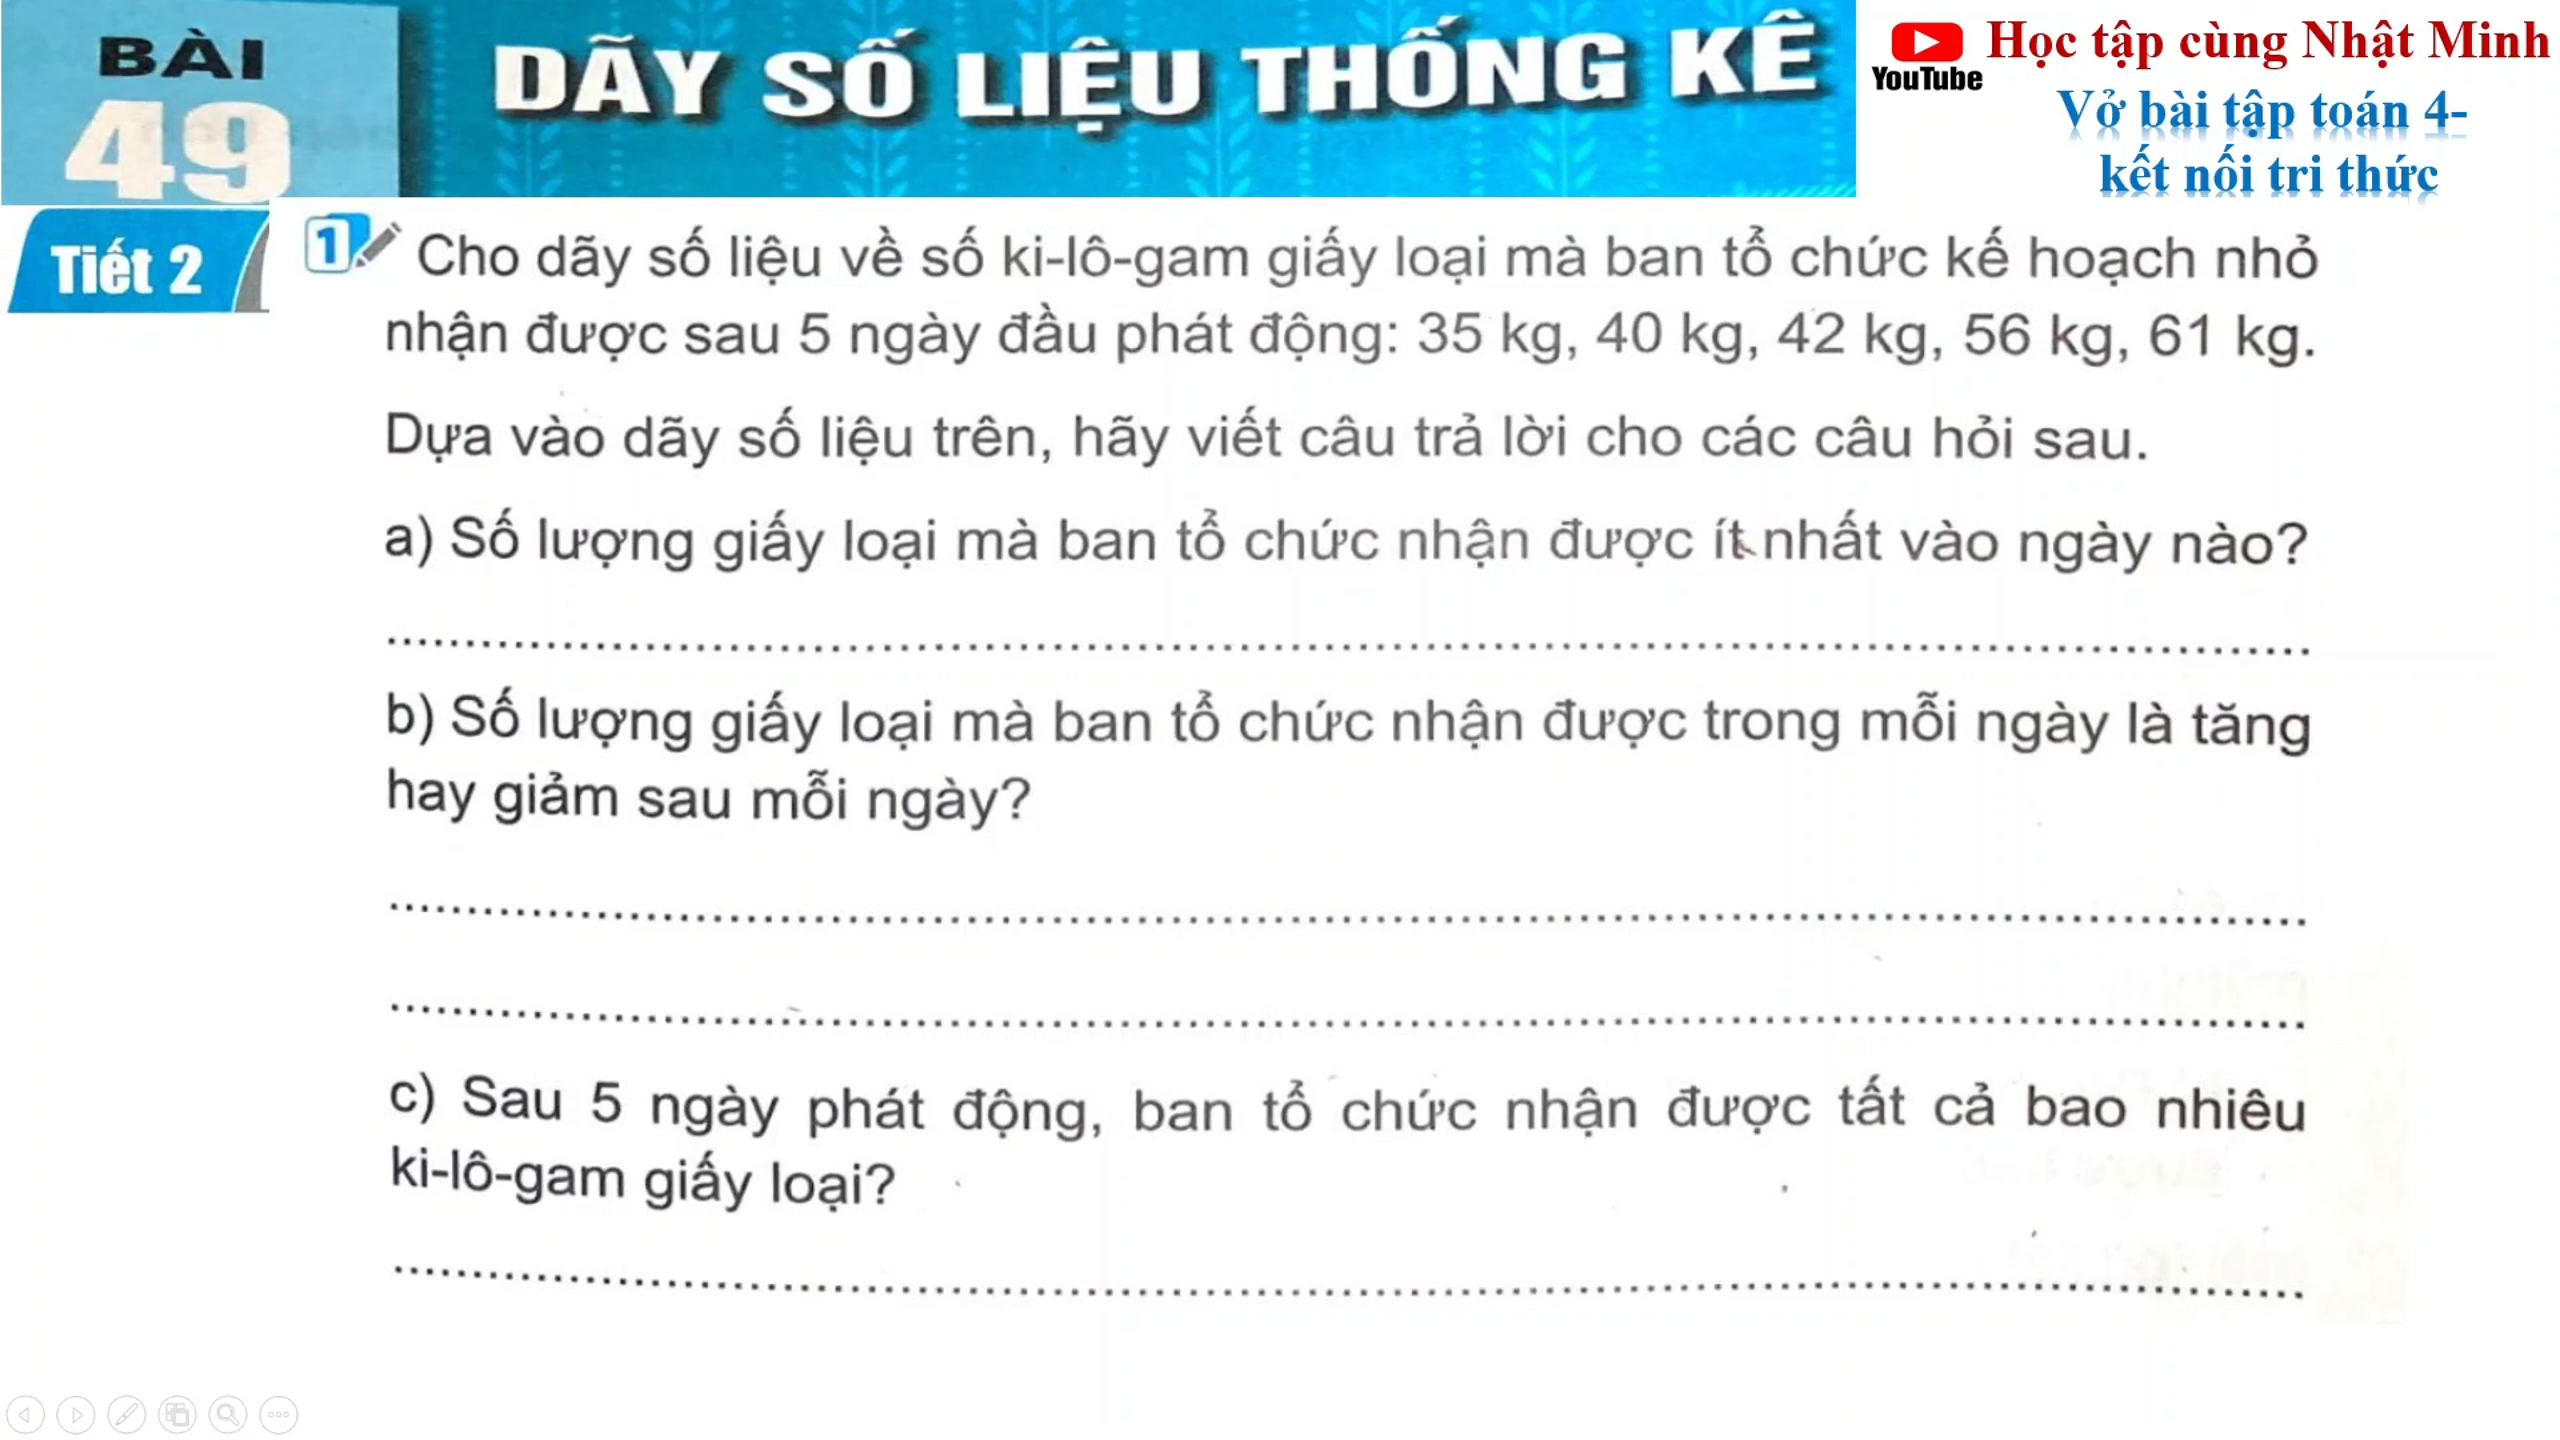 BÀI
49
DÃY SỐ LIỆU THỐNG KÊ
YouTube
Học tập cùng Nhật Minh
Vở bài tập toán 4-
kết nối tri thức
Tiết 2
1 Cho dãy số liệu về số ki-lô-gam giấy loại mà ban tổ chức kế hoạch nhỏ
nhận được sau 5 ngày đầu phát động: 35 kg, 40 kg, 42 kg, 56 kg, 61 kg.
Dựa vào dãy số liệu trên, hãy viết câu trả lời cho các câu hỏi sau.
a) Số lượng giấy loại mà ban tổ chức nhận được ít nhất vào ngày nào?
b) Số lượng giấy loại mà ban tổ chức nhận được trong mỗi ngày là tăng
hay giảm sau mỗi ngày?
c) Sau 5 ngày phát động, ban tổ chức nhận được tất cả bao nhiêu
ki-lô-gam giấy loại?